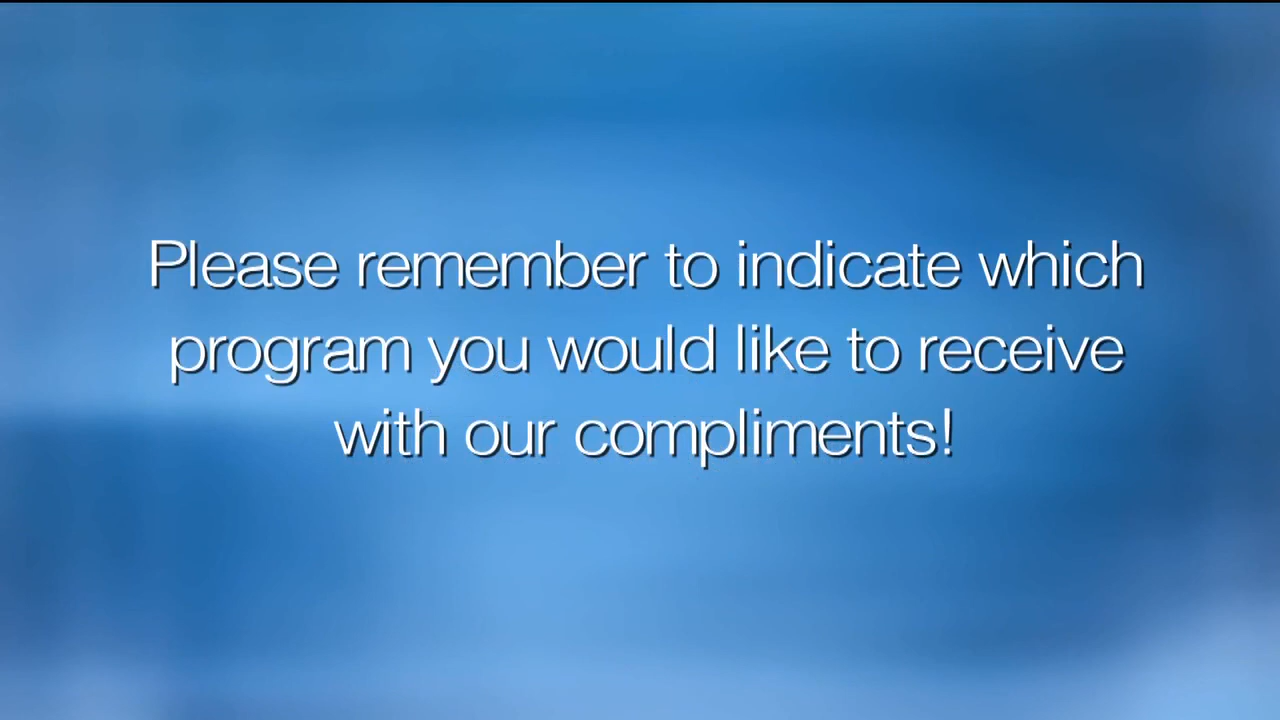 Please remember to indicate which
program you would like to receive
with our compliments!